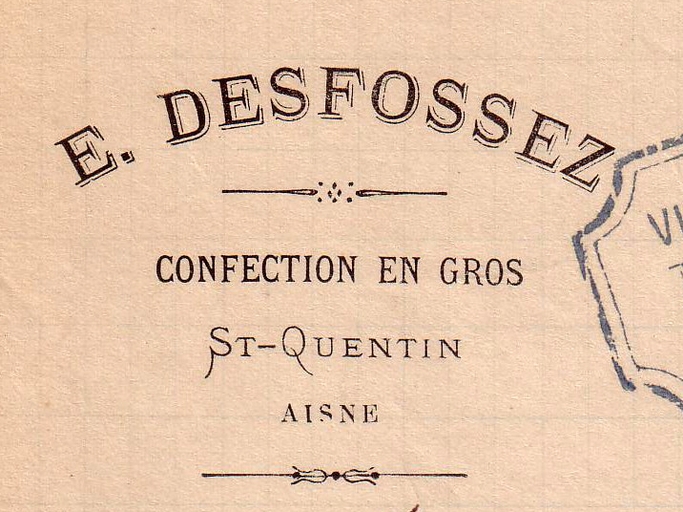 E. DESFOSSEZ
CONFECTION EN GROS
ST-QUENTIN
AISNE